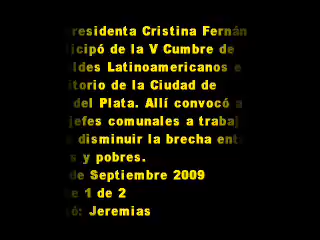 residenta Cristina Fernán
icipó de la V Cumbre de
ldes Latinoamericanos e
itorio de la Ciudad de
del Plata. Allí convocó a
jefes comunales a trabaj
disminuir la brecha ent
s y pobres.
de Septiembre 2009
e 1 de 2
ó: Jeremias